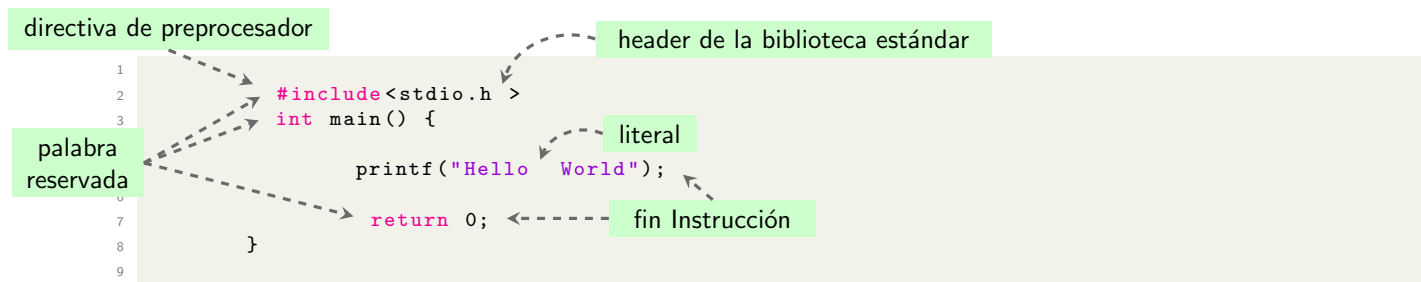 directiva de preprocesador
header de la biblioteca estándar
1
2 #include<stdio.h >
3 int main() {
palabra
reservada
literal
printf("Hello World");
6
7 return 0;
fin Instrucción
8 }
9